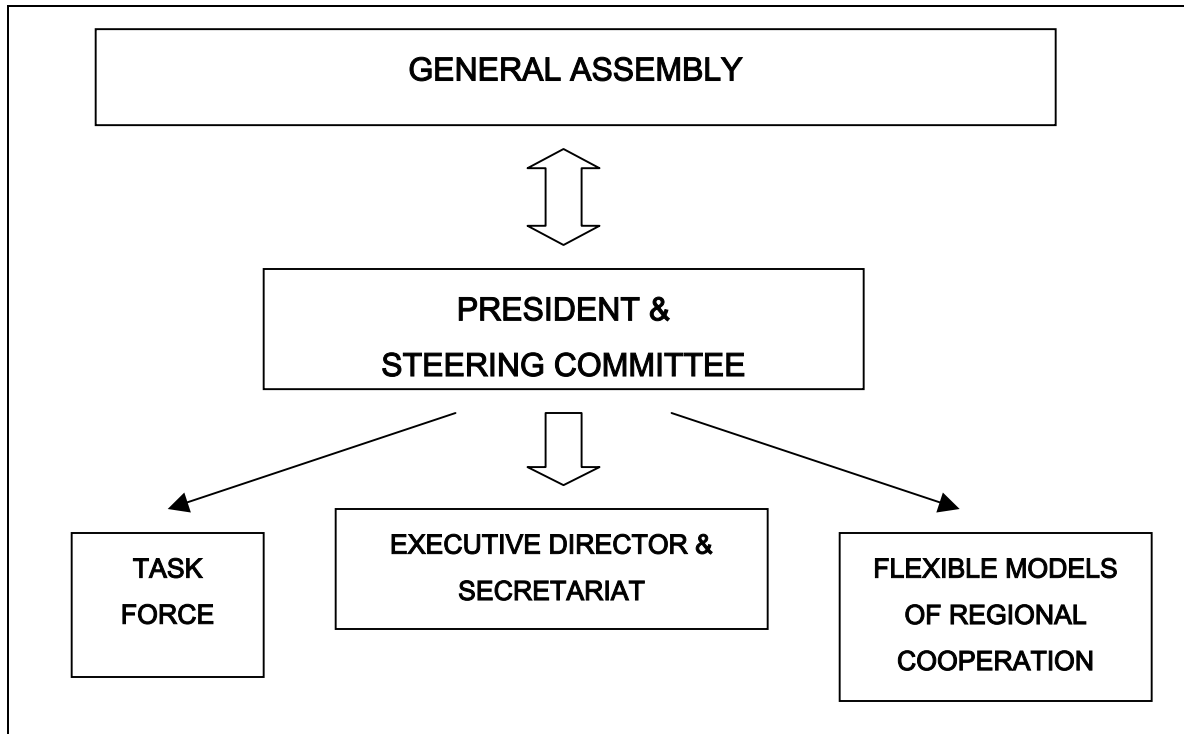 GENERAL ASSEMBLY
PRESIDENT &
STEERING COMMITTEE
TASK
FORCE
EXECUTIVE DIRECTOR &
SECRETARIAT
FLEXIBLE MODELS
OF REGIONAL
COOPERATION